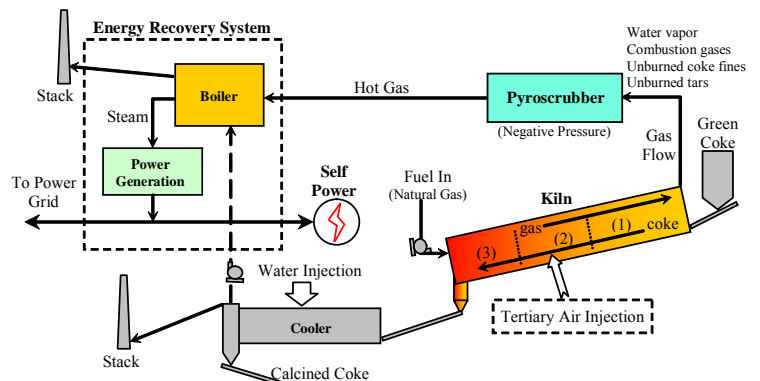 Energy Recovery System
Water vapor
Combustion gases
Unburned coke fines
Unburned tars
Stack
Boiler
Hot Gas
Pyroscrubber
(Negative Pressure)
Steam
Gas
Flow
Green
Coke
Power
Generation
To Power
Grid
Self
Power
Fuel In
(Natural Gas)
Kiln
gas
(1)
coke
(2)
(3)
Water Injection
Tertiary Air Injection
Cooler
Stack
Calcined Coke